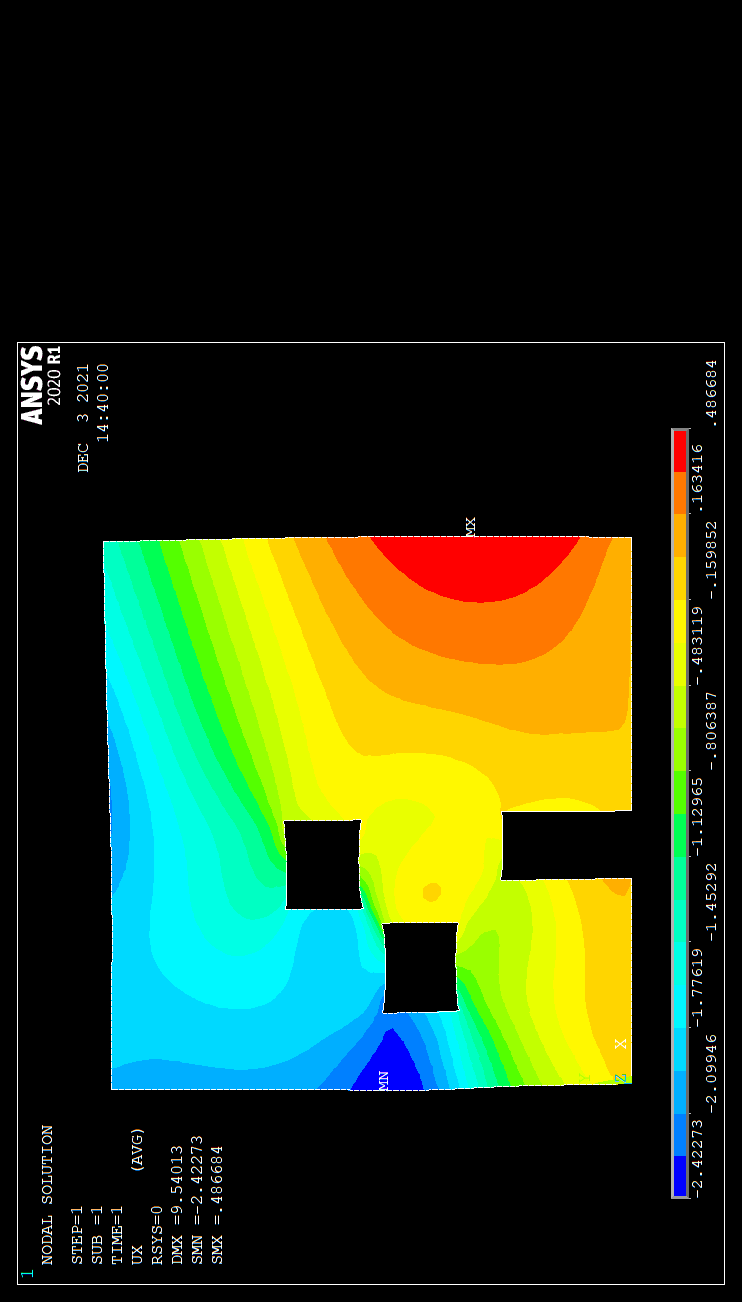 1
NODAL SOLUTION
STEP=1
SUB =1
TIME=1
UX (AVG)
RSYS=0
DMX =9.54013
SMN =-2.42273
SMX =.486684
ANSYS
2020 R1
DEC 3 2021
14:40:00
MN
MX
Y
Z
X
-2.42273
-2.09946
-1.77619
-1.45292
-1.12965
-.806387
-.483119
-.159852
.163416
.486684